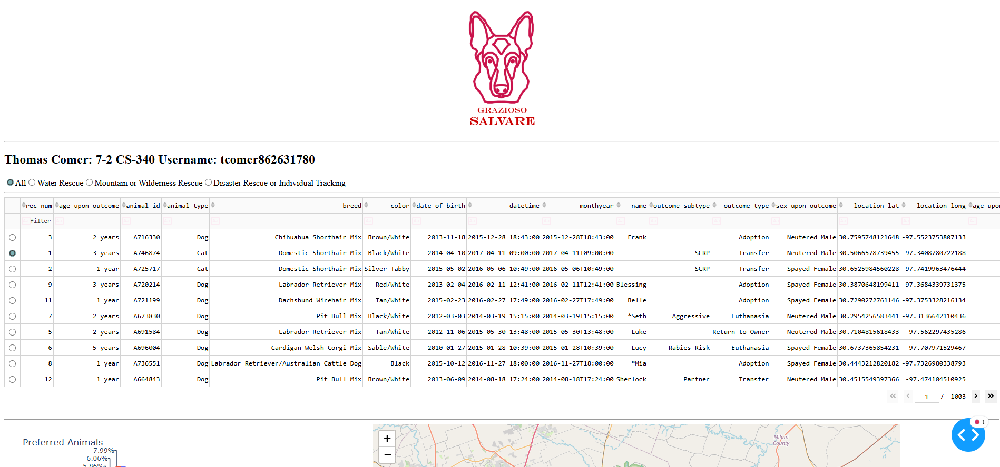 GRAZIOSO
SALVARE
Thomas Comer: 7-2 CS-340 Username: tcomer862631780
All Water Rescue Mountain or Wilderness Rescue Disaster Rescue or Individual Tracking
rec_num age_upon_outcome animal_id animal_type breed color date_of_birth datetime monthyear name outcome_subtype outcome_type sex_upon_outcome location_lat location_long age_upon
Aa filter Aa Aa Aa Aa Aa Aa Aa Aa Aa Aa Aa Aa Aa Aa Aa
3 2 years A716330 Dog Chihuahua Shorthair Mix Brown/White 2013-11-18 2015-12-28 18:43:00 2015-12-28T18:43:00 Frank Adoption Neutered Male 30.7595748121648 -97.5523753807133
1 3 years A746874 Cat Domestic Shorthair Mix Black/White 2014-04-10 2017-04-11 09:00:00 2017-04-11T09:00:00 SCRP Transfer Neutered Male 30.5066578739455 -97.3408780722188
2 1 year A725717 Cat Domestic Shorthair Mix Silver Tabby 2015-05-02 2016-05-06 10:49:00 2016-05-06T10:49:00 SCRP Transfer Spayed Female 30.6525984560228 -97.7419963476444
9 3 years A720214 Dog Labrador Retriever Mix Red/White 2013-02-04 2016-02-11 12:41:00 2016-02-11T12:41:00 Blessing Adoption Spayed Female 30.3870648199411 -97.3684339731375
11 1 year A721199 Dog Dachshund Wirehair Mix Tan/White 2015-02-23 2016-02-27 17:49:00 2016-02-27T17:49:00 Belle Adoption Spayed Female 30.7290272761146 -97.3753328216134
7 2 years A673830 Dog Pit Bull Mix Black/White 2012-03-03 2014-03-19 15:15:00 2014-03-19T15:15:00 *Seth Aggressive Euthanasia Neutered Male 30.2954256583441 -97.3136642110436
5 2 years A691584 Dog Labrador Retriever Mix Tan/White 2012-11-06 2015-05-30 13:48:00 2015-05-30T13:48:00 Luke Return to Owner Neutered Male 30.7104815618433 -97.562297435286
6 5 years A696004 Dog Cardigan Welsh Corgi Mix Sable/White 2010-01-27 2015-01-28 10:39:00 2015-01-28T10:39:00 Lucy Rabies Risk Euthanasia Spayed Female 30.6737365854231 -97.707971529467
8 1 year A736551 Dog Labrador Retriever/Australian Cattle Dog Black 2015-10-12 2016-11-27 18:00:00 2016-11-27T18:00:00 *Mia Adoption Spayed Female 30.4443212820182 -97.7326980338793
12 1 year A664843 Dog Pit Bull Mix Brown/White 2013-06-09 2014-08-18 17:24:00 2014-08-18T17:24:00 Sherlock Partner Transfer Neutered Male 30.4515549397366 -97.474104510925
1 / 1003
1
Preferred Animals
7.99%
6.06%
5.86%
+
−
Milam
County